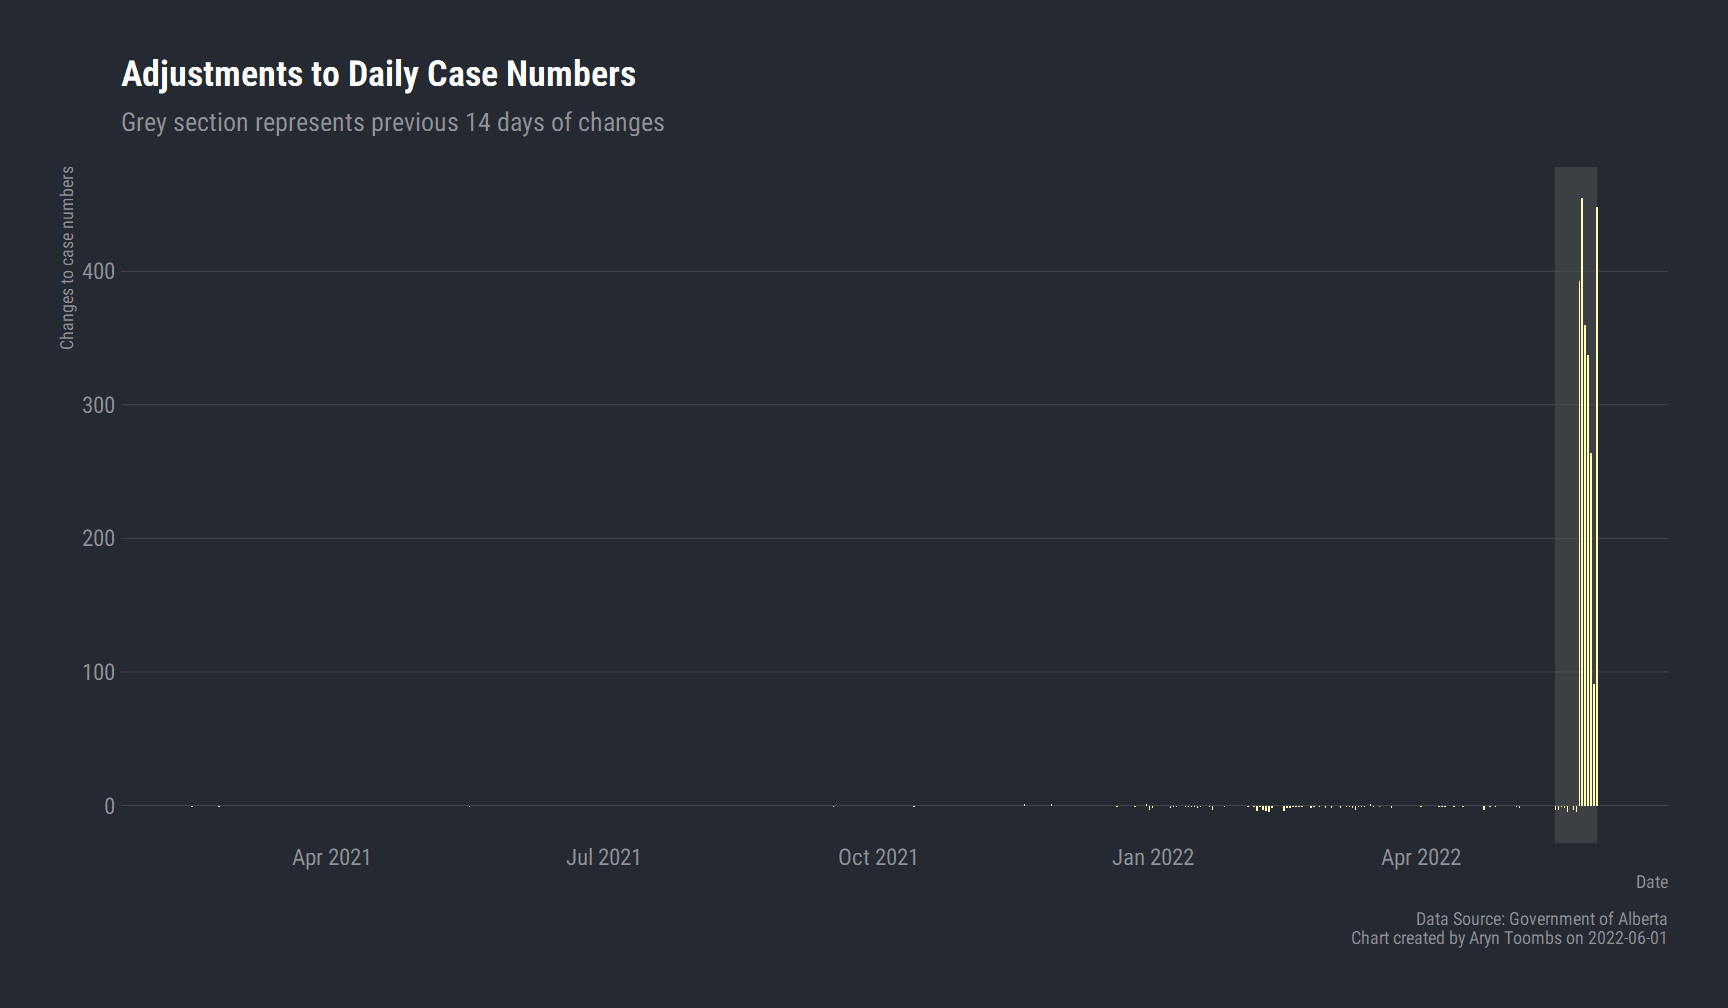 Adjustments to Daily Case Numbers
Grey section represents previous 14 days of changes
Changes to case numbers
400
300
200
100
0
Apr 2021
Jul 2021
Oct 2021
Jan 2022
Apr 2022
Date
Data Source: Government of Alberta
Chart created by Aryn Toombs on 2022-06-01